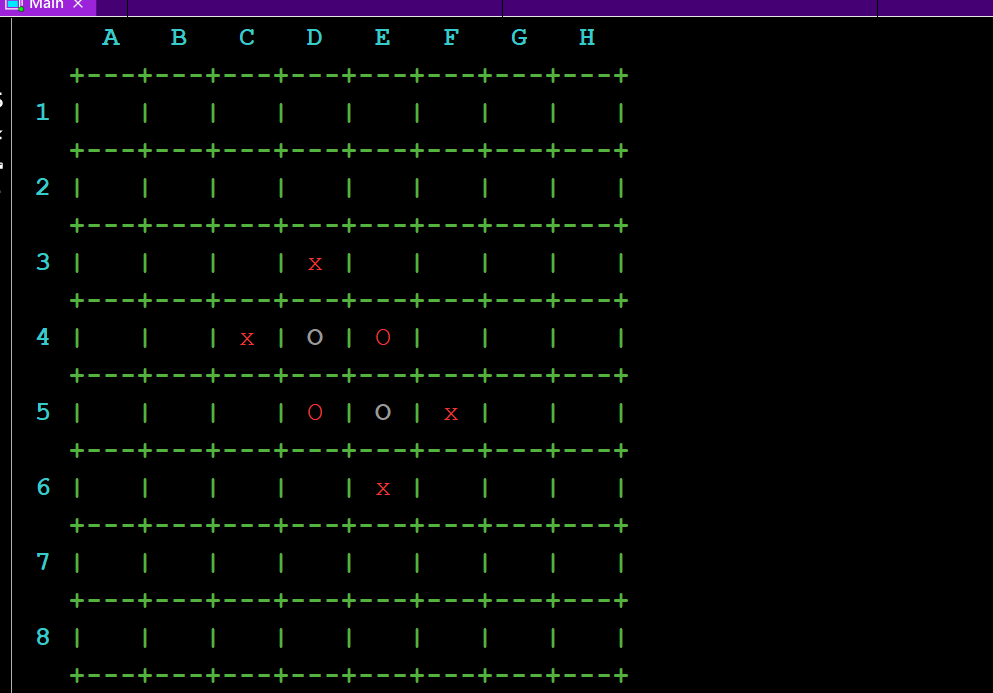 Main ×
A B C D E F G H
+---+---+---+---+---+---+---+---+
1 |   |   |   |   |   |   |   |   |
+---+---+---+---+---+---+---+---+
2 |   |   |   |   |   |   |   |   |
+---+---+---+---+---+---+---+---+
3 |   |   |   | x |   |   |   |   |
+---+---+---+---+---+---+---+---+
4 |   |   | x | O | O |   |   |   |
+---+---+---+---+---+---+---+---+
5 |   |   |   | O | O | x |   |   |
+---+---+---+---+---+---+---+---+
6 |   |   |   |   | x |   |   |   |
+---+---+---+---+---+---+---+---+
7 |   |   |   |   |   |   |   |   |
+---+---+---+---+---+---+---+---+
8 |   |   |   |   |   |   |   |   |
+---+---+---+---+---+---+---+---+